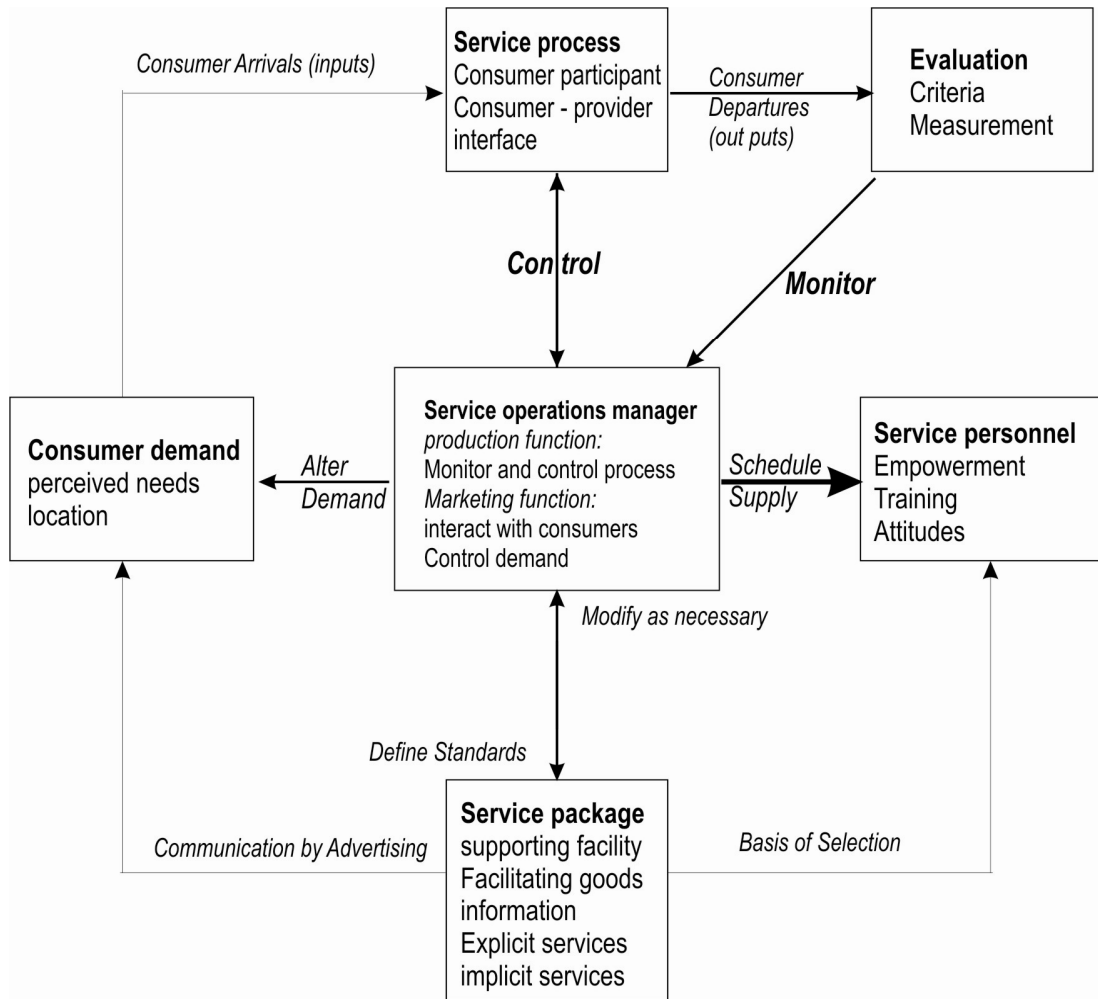 Service process
Consumer participant
Consumer - provider
interface
Consumer Arrivals (inputs)
Consumer
Departures
(out puts)
Evaluation
Criteria
Measurement
Control
Monitor
Service operations manager
production function:
Monitor and control process
Marketing function:
interact with consumers
Control demand
Consumer demand
perceived needs
location
Alter
Demand
Schedule
Supply
Service personnel
Empowerment
Training
Attitudes
Modify as necessary
Define Standards
Service package
supporting facility
Facilitating goods
information
Explicit services
implicit services
Communication by Advertising
Basis of Selection